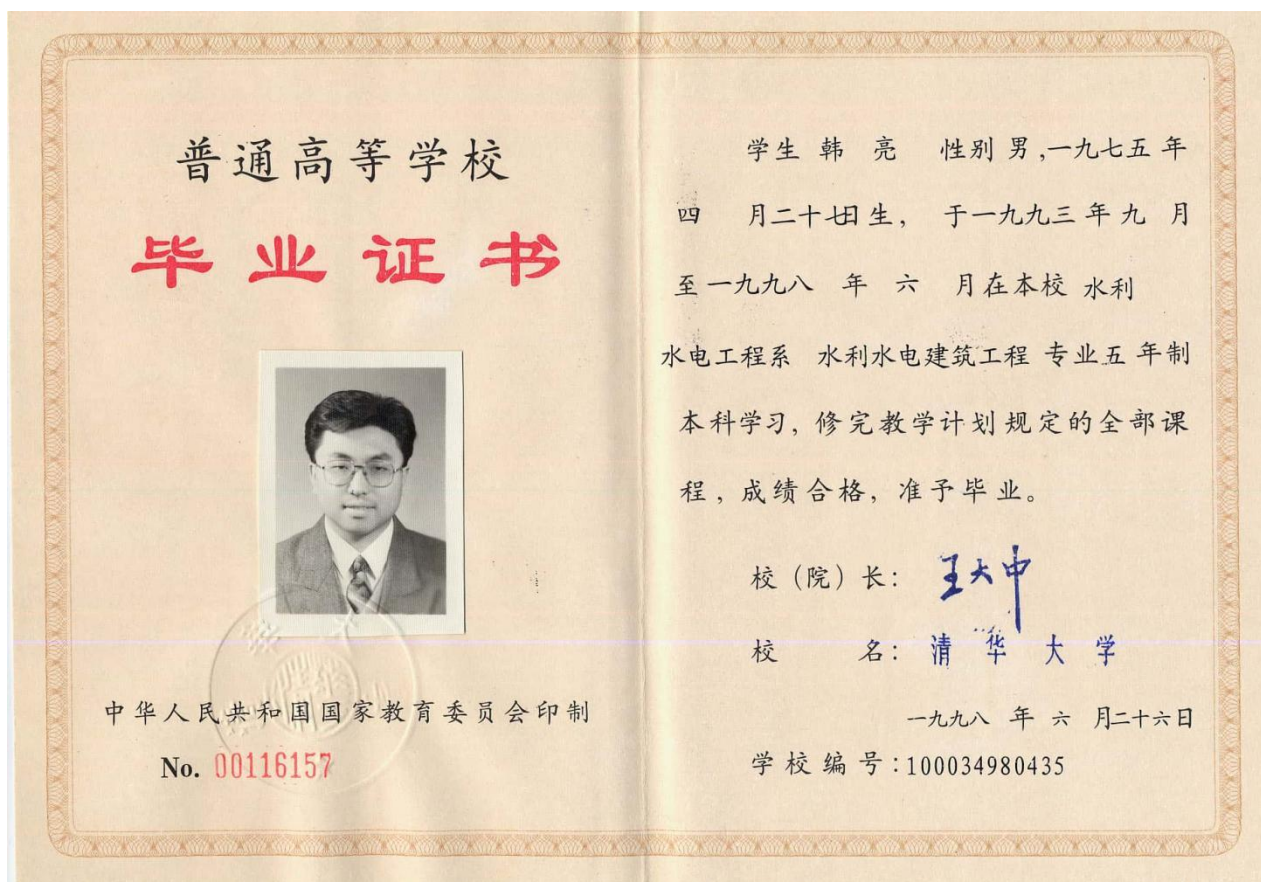 普通高等学校
毕业证书
中华人民共和国国家教育委员会印制
No. 00116157
学生 韩 亮 性别 男,一九七五年
四 月二十七日生, 于一九九三年九月
至一九九八 年 六 月在本校 水利
水电工程系 水利水电建筑工程 专业五年制
本科学习, 修完教学计划规定的全部课
程, 成绩合格, 准予毕业。
校(院)长: 王大中
校 名: 清华大学
一九九八 年 六 月二十六日
学校编号:100034980435